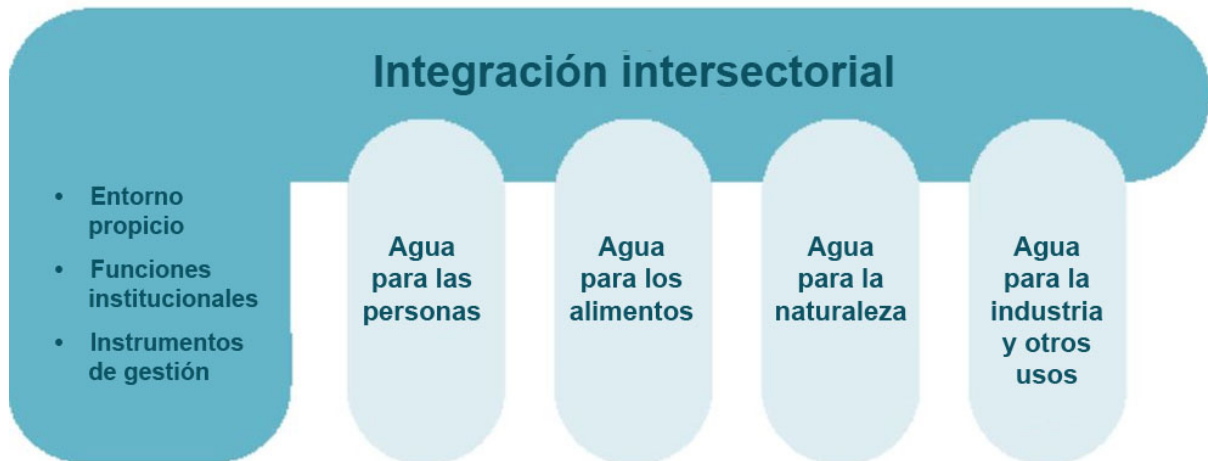 Integración intersectorial
• Entorno
propicio
• Funciones
institucionales
• Instrumentos
de gestión
Agua
para las
personas
Agua
para los
alimentos
Agua
para la
naturaleza
Agua
para la
industria
y otros
usos